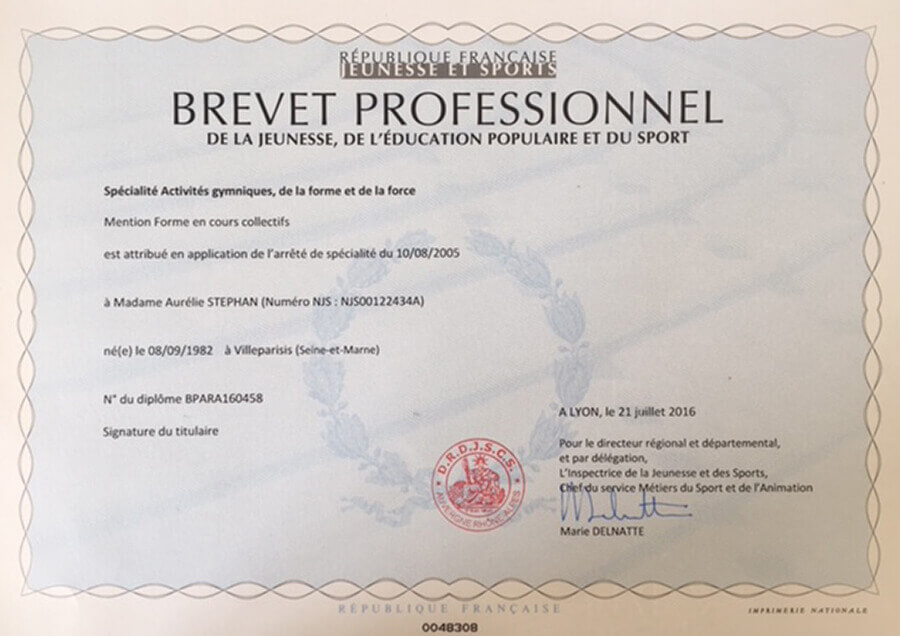 RÉPUBLIQUE FRANÇAISE
JEUNESSE ET SPORTS
BREVET PROFESSIONNEL
DE LA JEUNESSE, DE L'ÉDUCATION POPULAIRE ET DU SPORT
Spécialité Activités gymniques, de la forme et de la force
Mention Forme en cours collectifs
est attribué en application de l'arrêté de spécialité du 10/08/2005
à Madame Aurélie STEPHAN (Numéro NJS : NJS00122434A)
né(e) le 08/09/1982 à Villeparisis (Seine-et-Marne)
N° du diplôme BPARA160458
Signature du titulaire
A LYON, le 21 juillet 2016
Pour le directeur régional et départemental,
et par délégation,
L'Inspectrice de la Jeunesse et des Sports,
Chef du service Métiers du Sport et de l'Animation
Marie DELNATTE
D.R.D.J.S.C.S.
AUVERGNE RHÔNE-ALPES
RÉPUBLIQUE FRANÇAISE
IMPRIMERIE NATIONALE
0048308